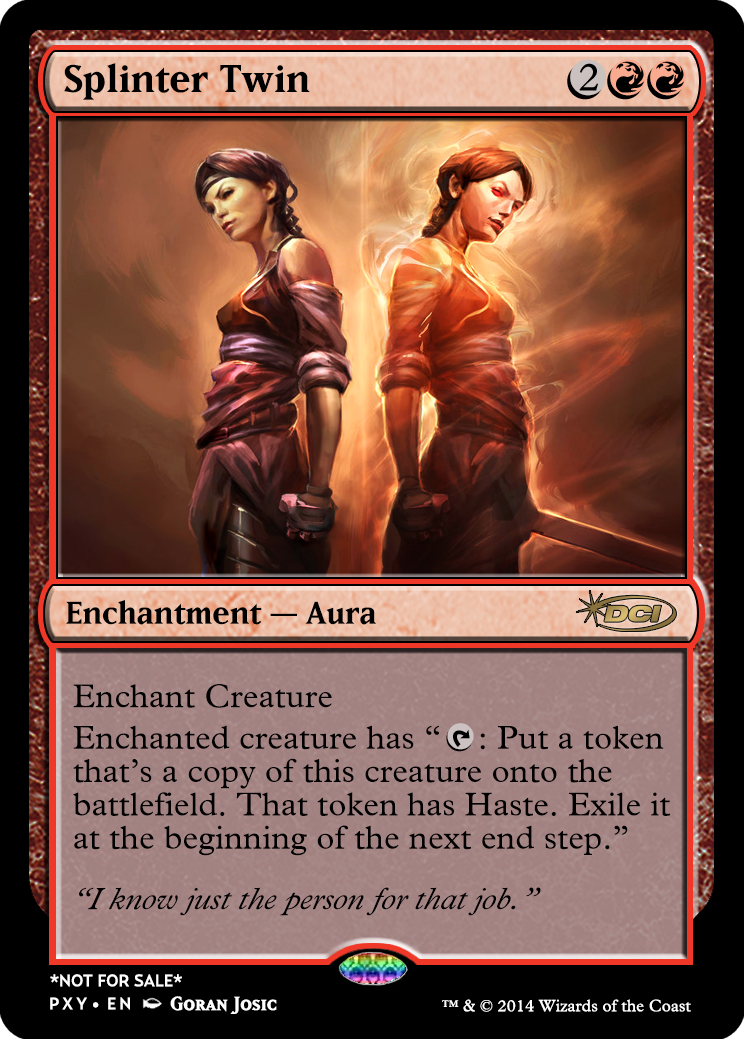 Splinter Twin 2
Enchantment — Aura DCI
Enchant Creature
Enchanted creature has “ : Put a token
that's a copy of this creature onto the
battlefield. That token has Haste. Exile it
at the beginning of the next end step.”
“I know just the person for that job.”
*NOT FOR SALE*
PXY • EN Goran Josic ™ & © 2014 Wizards of the Coast